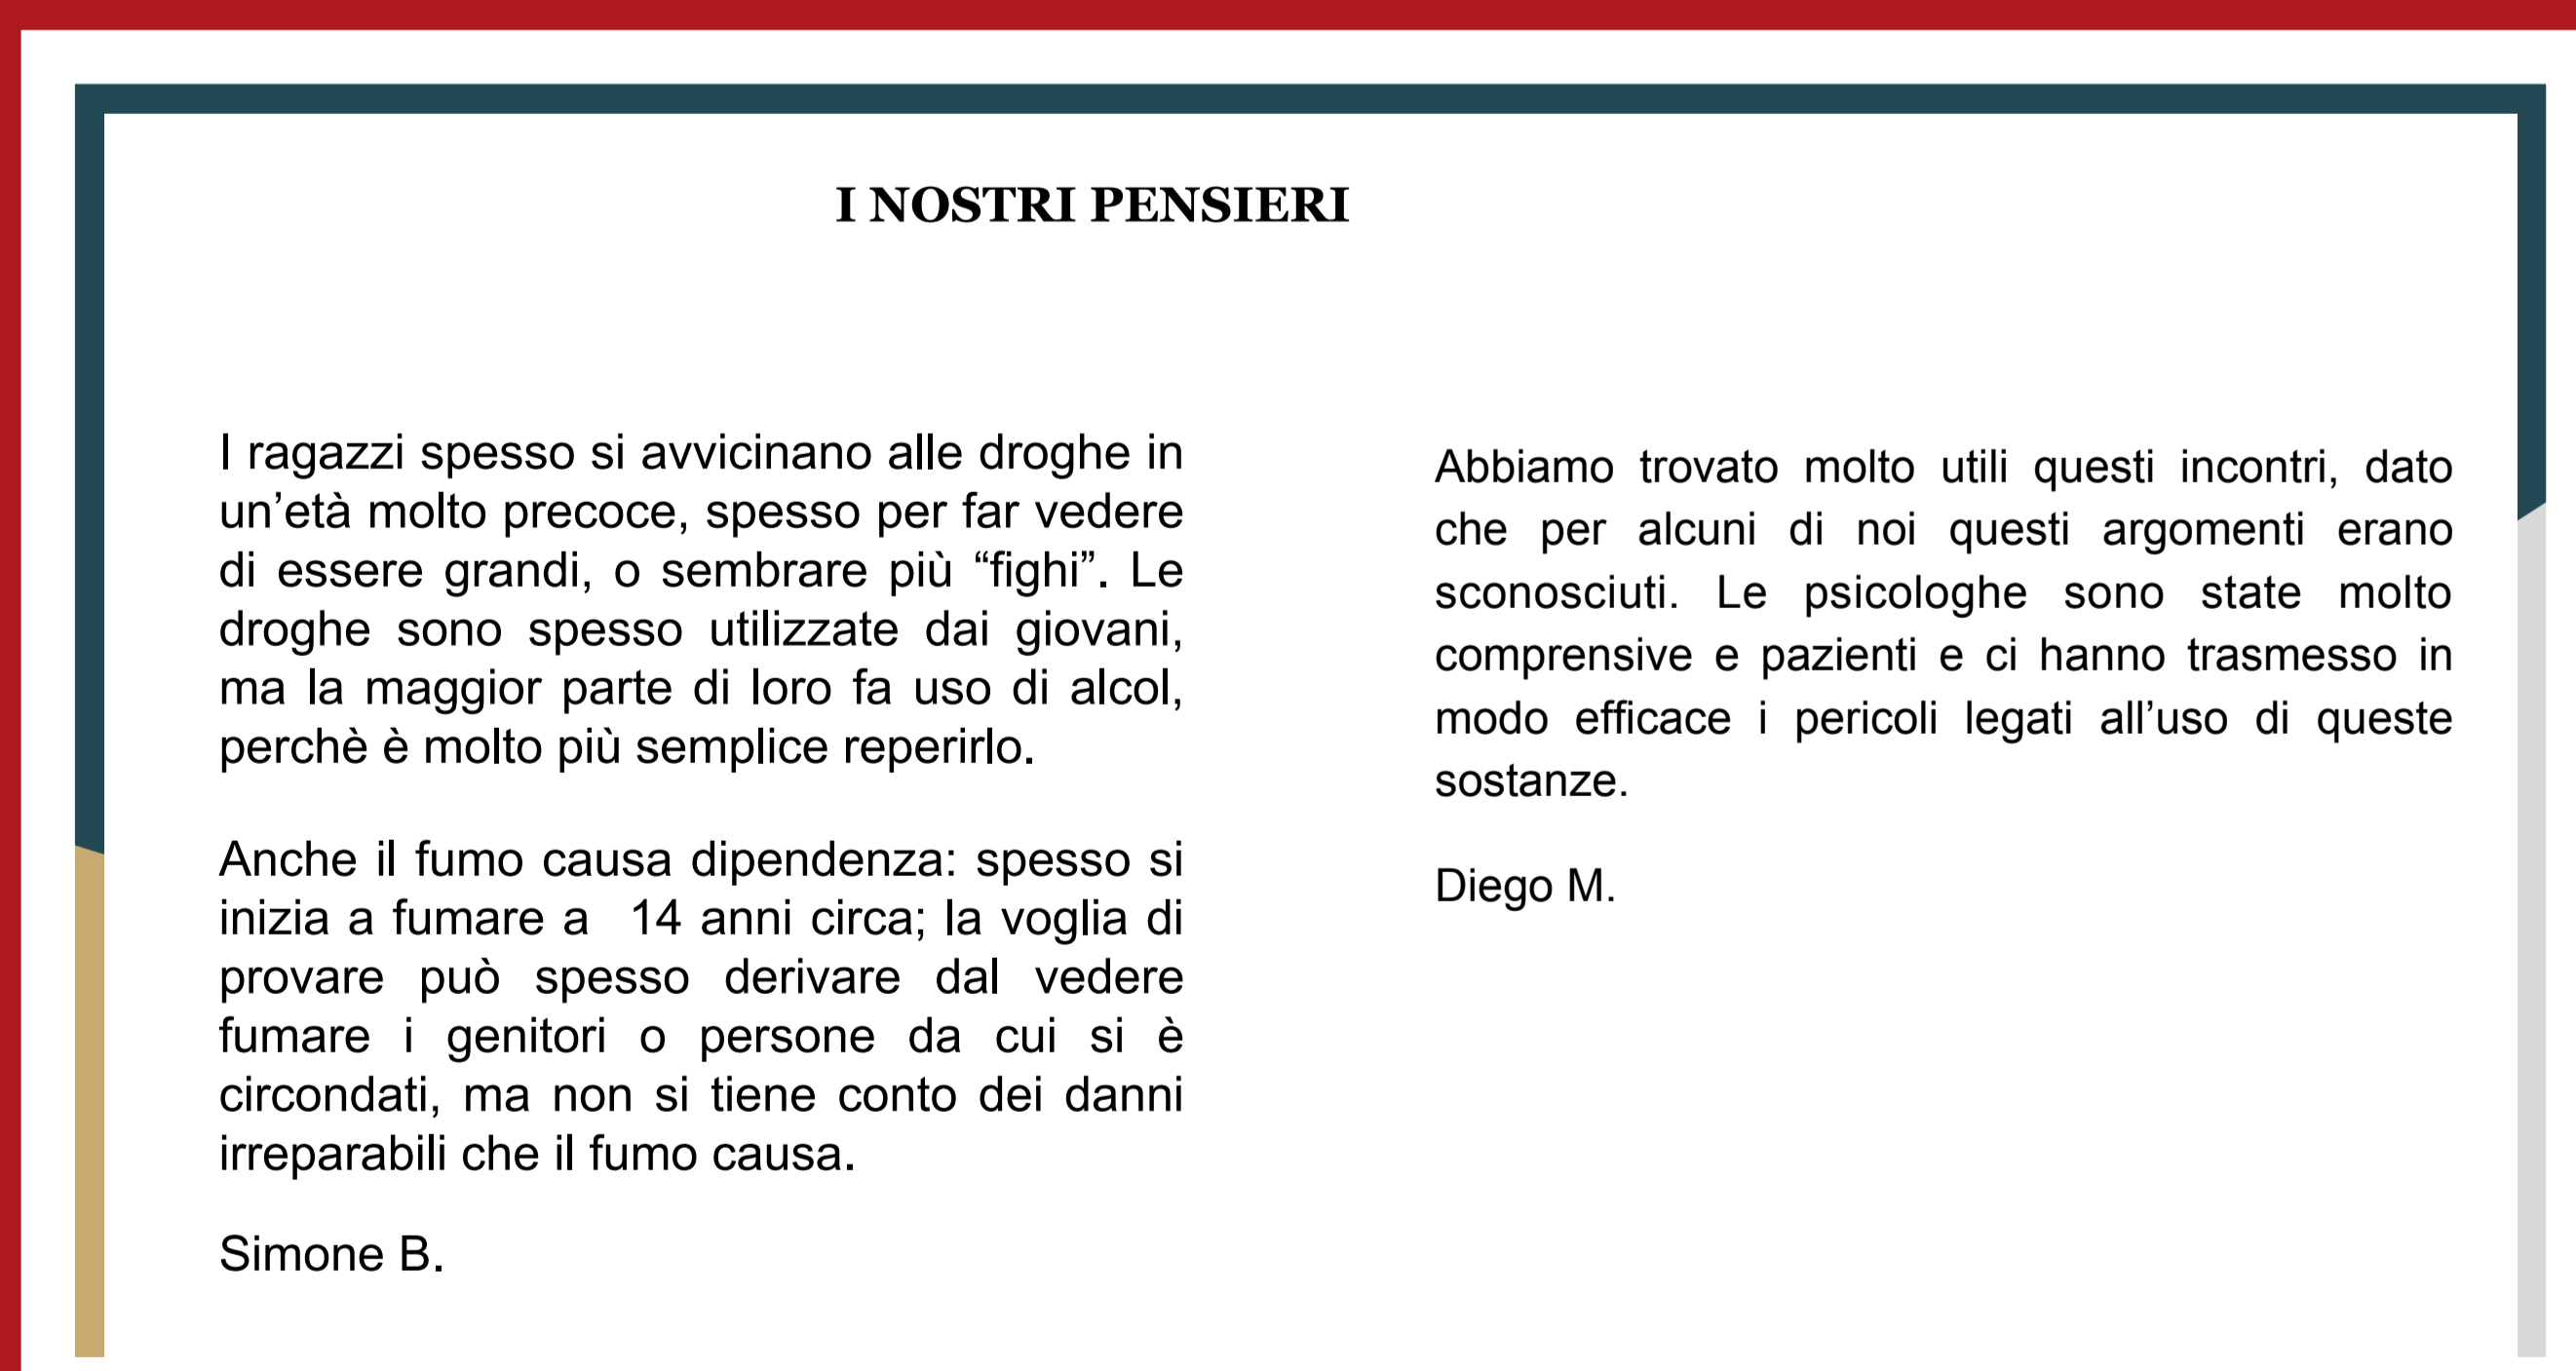 I NOSTRI PENSIERI
I ragazzi spesso si avvicinano alle droghe in
un’età molto precoce, spesso per far vedere
di essere grandi, o sembrare più “fighi”. Le
droghe sono spesso utilizzate dai giovani,
ma la maggior parte di loro fa uso di alcol,
perchè è molto più semplice reperirlo.
Anche il fumo causa dipendenza: spesso si
inizia a fumare a  14 anni circa; la voglia di
provare può spesso derivare dal vedere
fumare i genitori o persone da cui si è
circondati, ma non si tiene conto dei danni
irreparabili che il fumo causa.
Simone B.
Abbiamo trovato molto utili questi incontri, dato
che per alcuni di noi questi argomenti erano
sconosciuti. Le psicologhe sono state molto
comprensive e pazienti e ci hanno trasmesso in
modo efficace i pericoli legati all’uso di queste
sostanze.
Diego M.